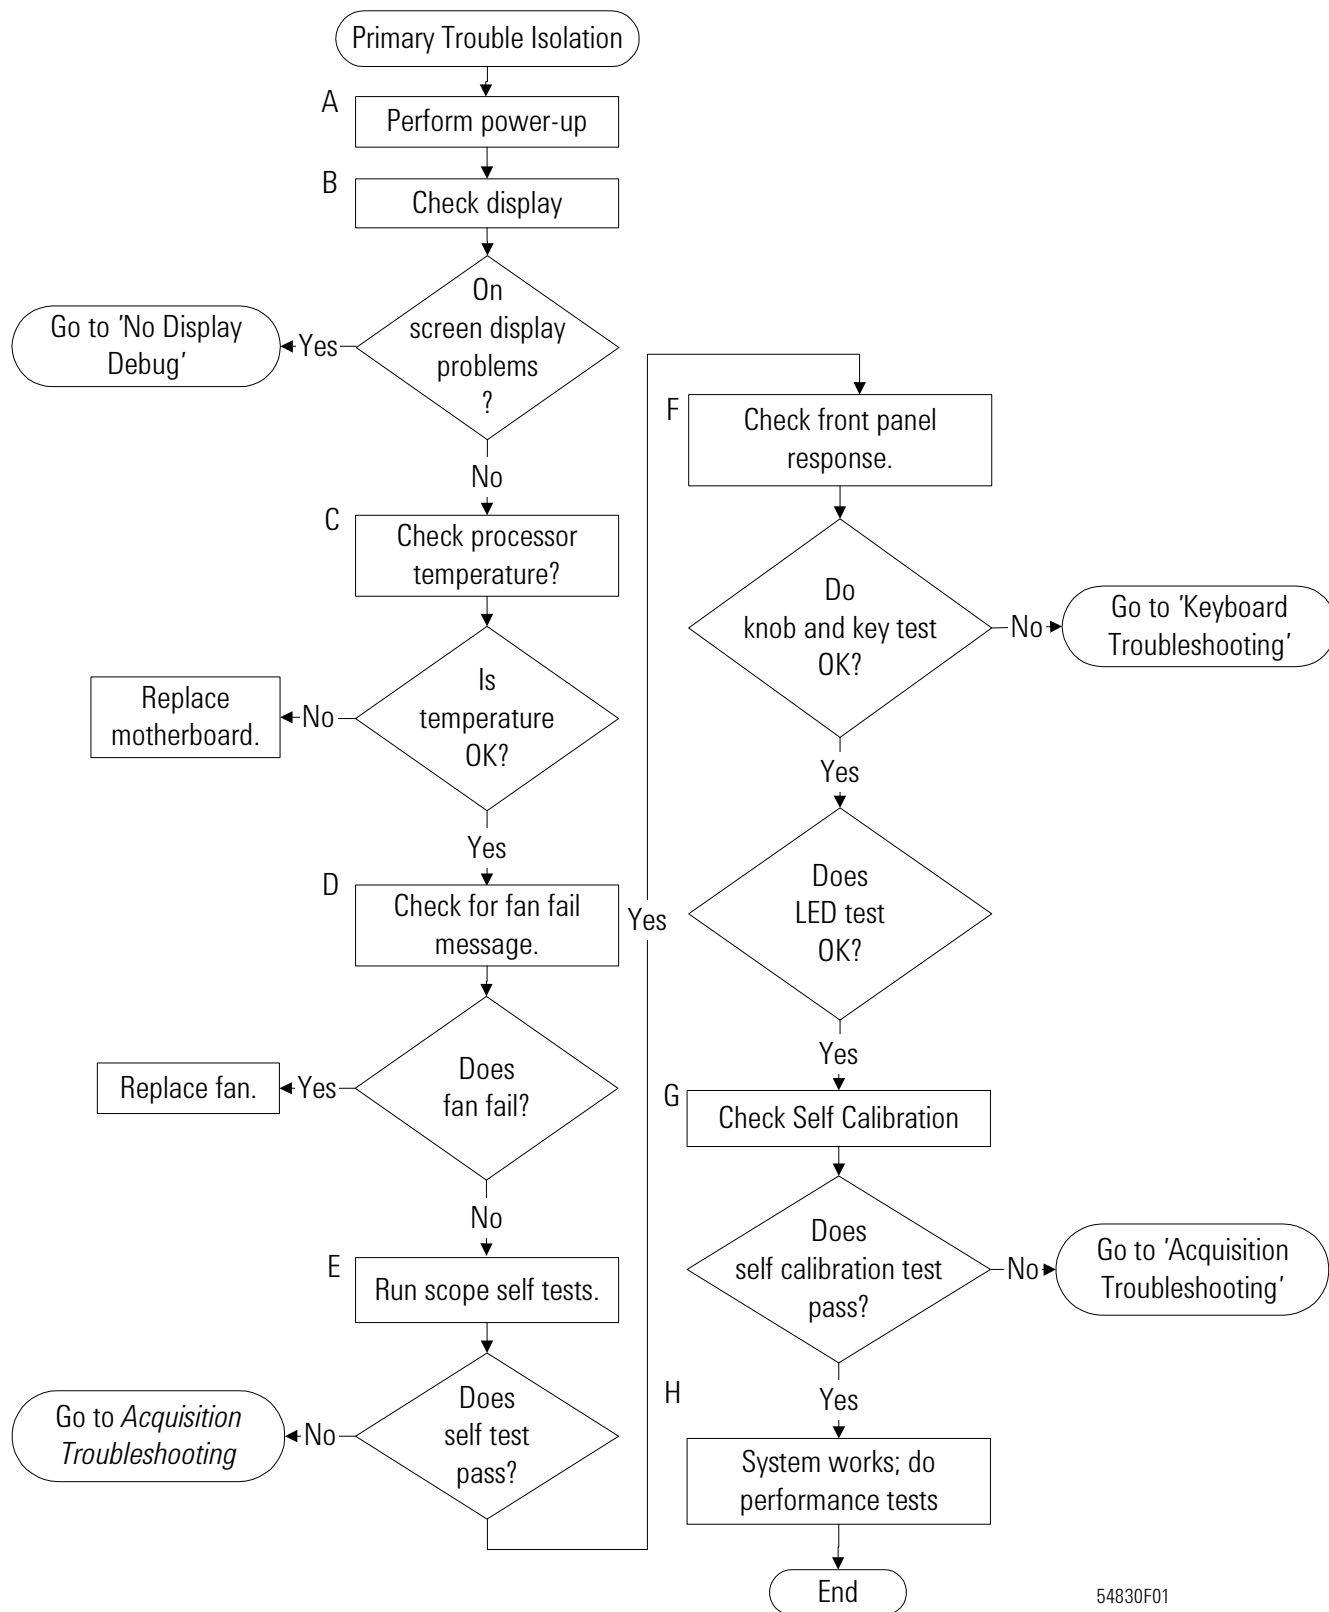 Primary Trouble Isolation
A
Perform power-up
B
Check display
On
screen display
problems
?
Yes
Go to 'No Display
Debug'
No
C
Check processor
temperature?
Is
temperature
OK?
No
Replace
motherboard.
Yes
D
Check for fan fail
message.
Does
fan fail?
Yes
Replace fan.
No
E
Run scope self tests.
Does
self test
pass?
No
Go to Acquisition
Troubleshooting
Yes
F
Check front panel
response.
Do
knob and key test
OK?
No
Go to 'Keyboard
Troubleshooting'
Yes
Does
LED test
OK?
Yes
G
Check Self Calibration
Does
self calibration test
pass?
No
Go to 'Acquisition
Troubleshooting'
Yes
H
System works; do
performance tests
End
54830F01